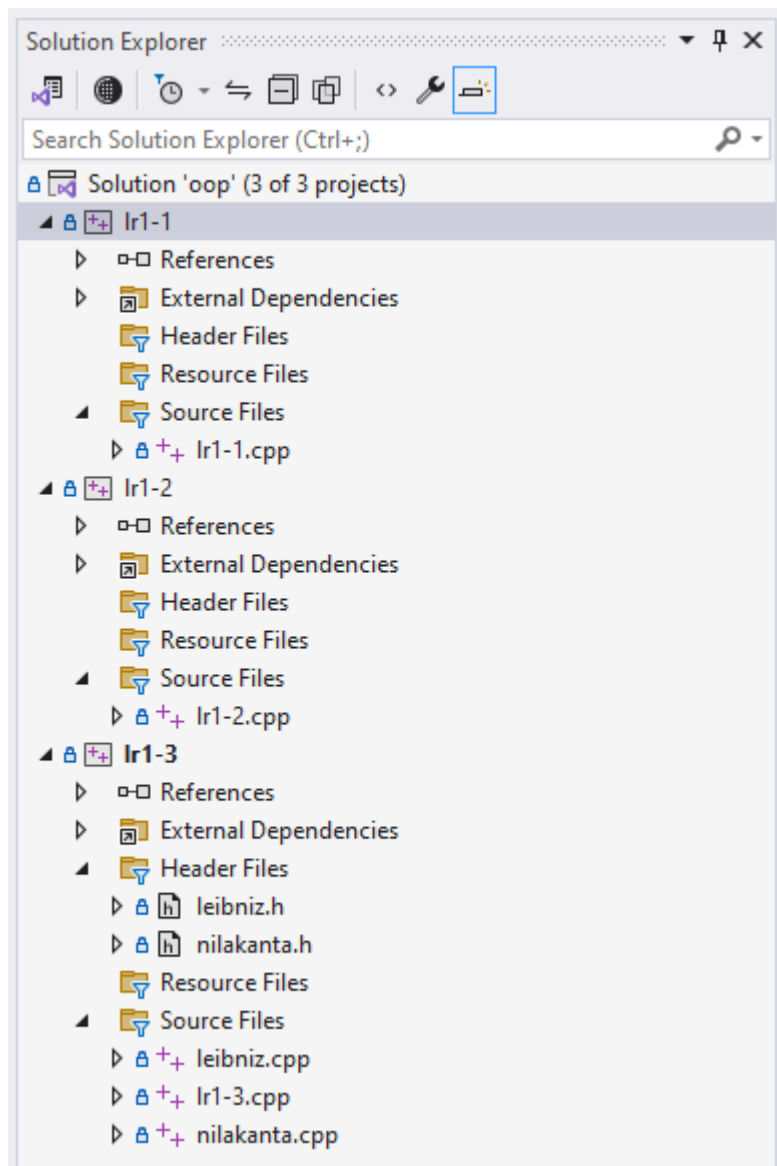 Solution Explorer
Search Solution Explorer (Ctrl+;)
Solution 'oop' (3 of 3 projects)
lr1-1
References
External Dependencies
Header Files
Resource Files
Source Files
lr1-1.cpp
lr1-2
References
External Dependencies
Header Files
Resource Files
Source Files
lr1-2.cpp
lr1-3
References
External Dependencies
Header Files
leibniz.h
nilakanta.h
Resource Files
Source Files
leibniz.cpp
lr1-3.cpp
nilakanta.cpp